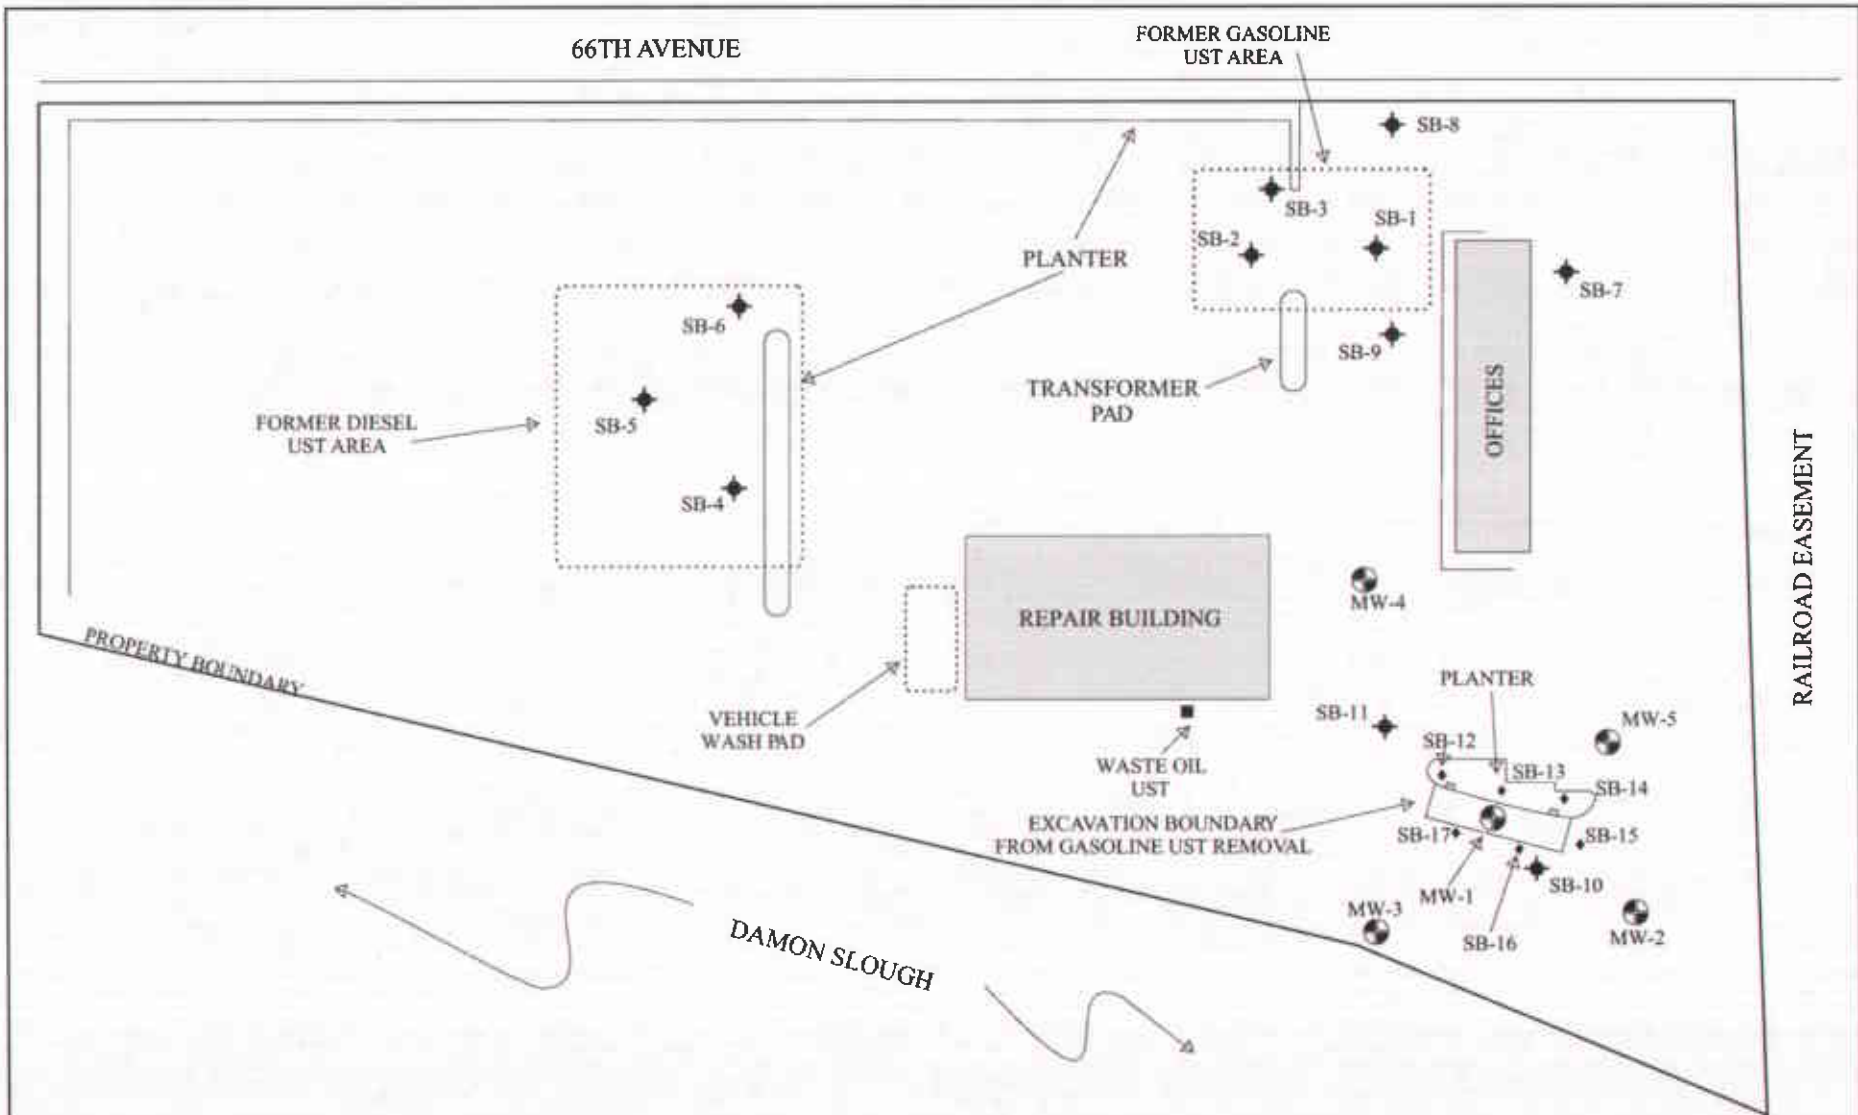 66TH AVENUE
FORMER GASOLINE
UST AREA
SB-8
SB-3
SB-1
SB-2
PLANTER
SB-7
SB-6
SB-9
TRANSFORMER
PAD
OFFICES
FORMER DIESEL
UST AREA
SB-5
SB-4
RAILROAD EASEMENT
MW-4
REPAIR BUILDING
PROPERTY BOUNDARY
PLANTER
VEHICLE
WASH PAD
SB-11
MW-5
SB-12
WASTE OIL
UST
SB-13
SB-14
EXCAVATION BOUNDARY
FROM GASOLINE UST REMOVAL
SB-17
SB-15
SB-10
MW-1
MW-3
SB-16
MW-2
DAMON SLOUGH